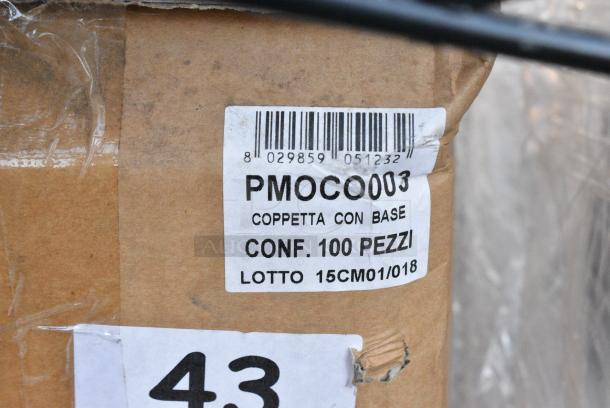 8 029859 051232
PMOCO003
COPPETTA CON BASE
CONF. 100 PEZZI
LOTTO 15CM01/018
43